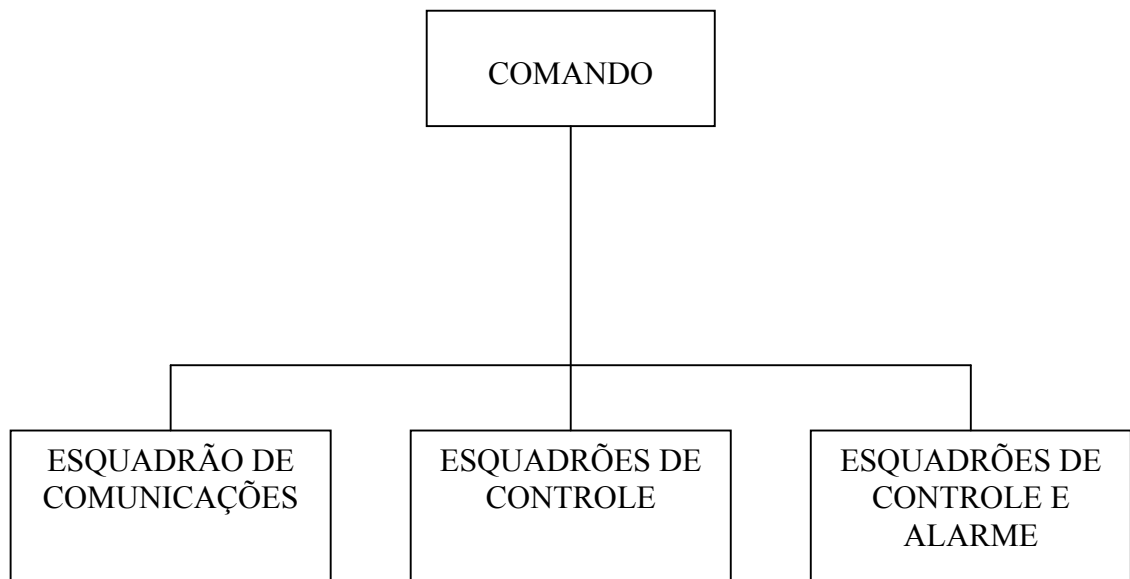 COMANDO
ESQUADRÃO DE
COMUNICAÇÕES
ESQUADRÕES DE
CONTROLE
ESQUADRÕES DE
CONTROLE E
ALARME